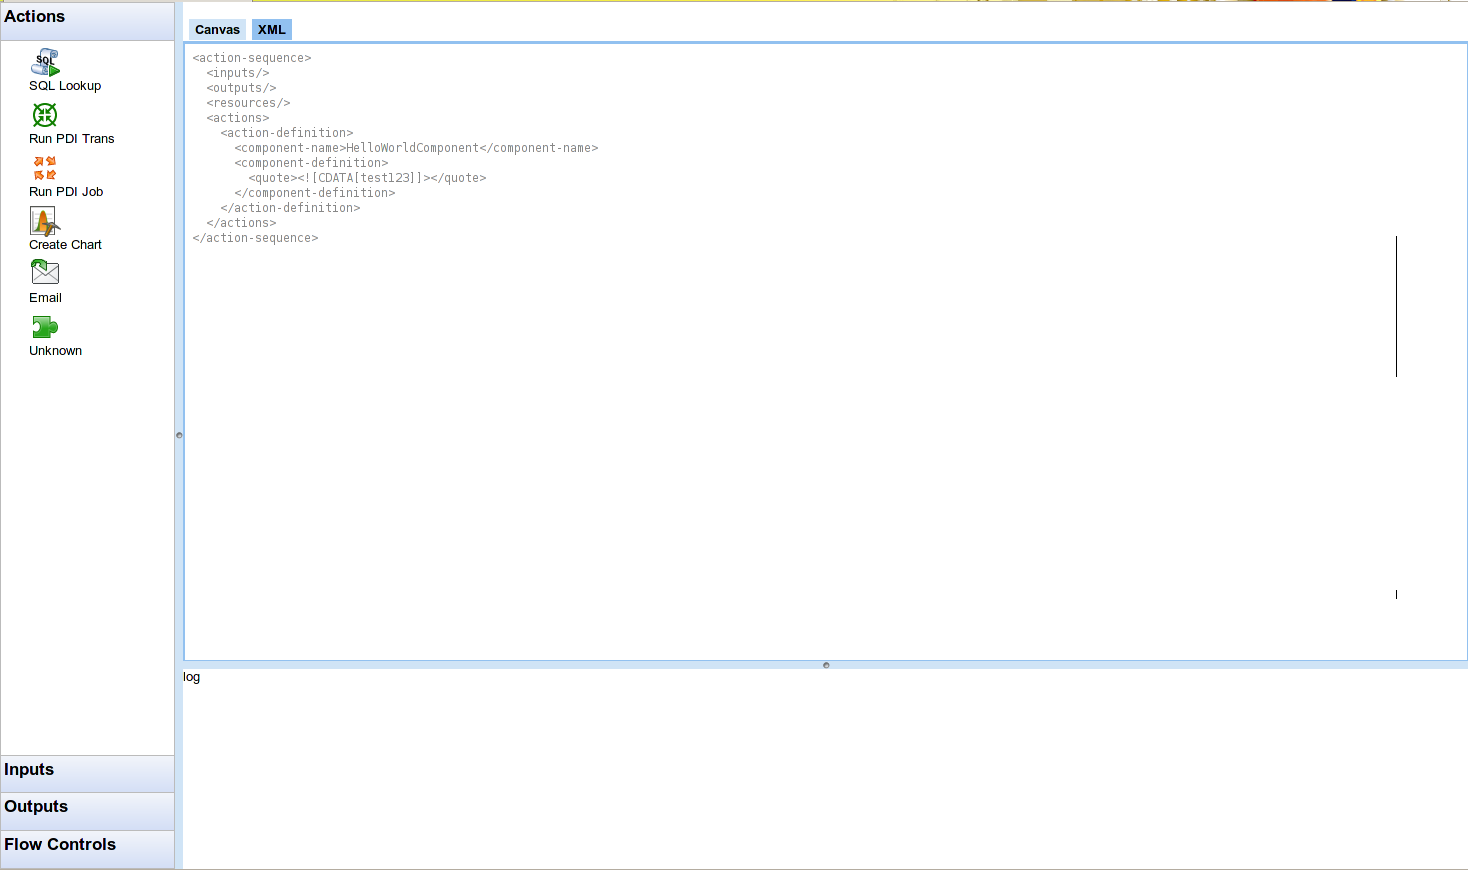 Actions
SQL
SQL Lookup
Run PDI Trans
Run PDI Job
Create Chart
Email
Unknown
Inputs
Outputs
Flow Controls
Canvas XML
<action-sequence>
  <inputs/>
  <outputs/>
  <resources/>
  <actions>
    <action-definition>
      <component-name>HelloWorldComponent</component-name>
      <component-definition>
        <quote><![CDATA[test123]]></quote>
      </component-definition>
    </action-definition>
  </actions>
</action-sequence>
log